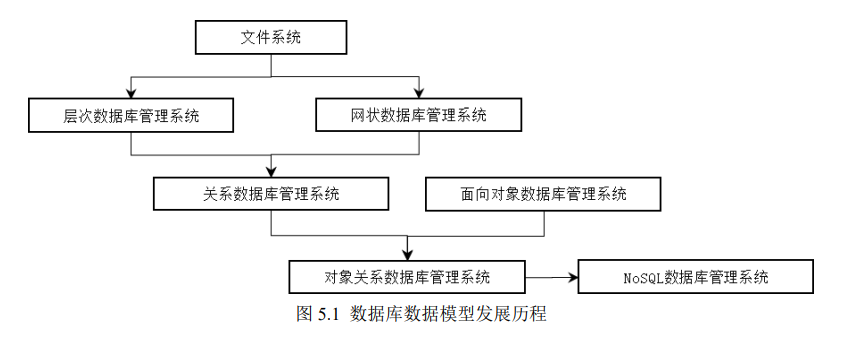 文件系统
层次数据库管理系统
网状数据库管理系统
关系数据库管理系统
面向对象数据库管理系统
对象关系数据库管理系统
NoSQL数据库管理系统
图 5.1 数据库数据模型发展历程